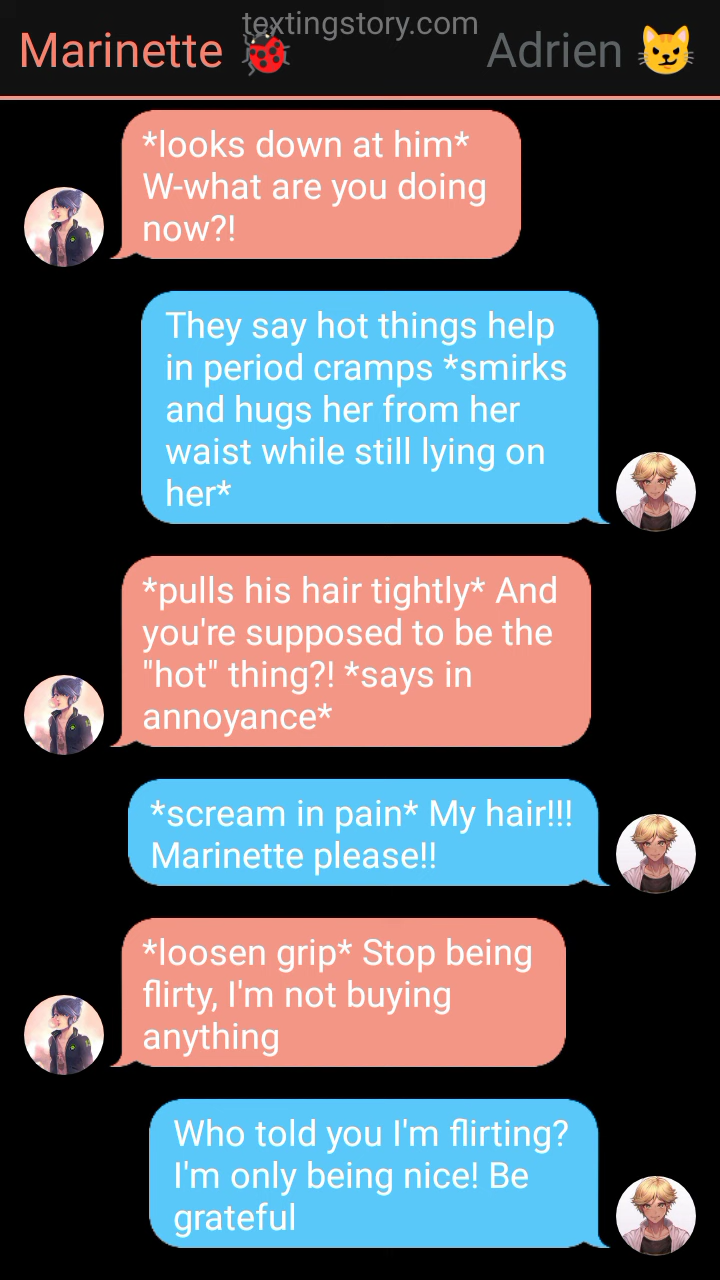 textingstory.com
Marinette 🐞 Adrien 😼
*looks down at him*
W-what are you doing
now?!
They say hot things help
in period cramps *smirks
and hugs her from her
waist while still lying on
her*
*pulls his hair tightly* And
you're supposed to be the
"hot" thing?! *says in
annoyance*
*scream in pain* My hair!!!
Marinette please!!
*loosen grip* Stop being
flirty, I'm not buying
anything
Who told you I'm flirting?
I'm only being nice! Be
grateful